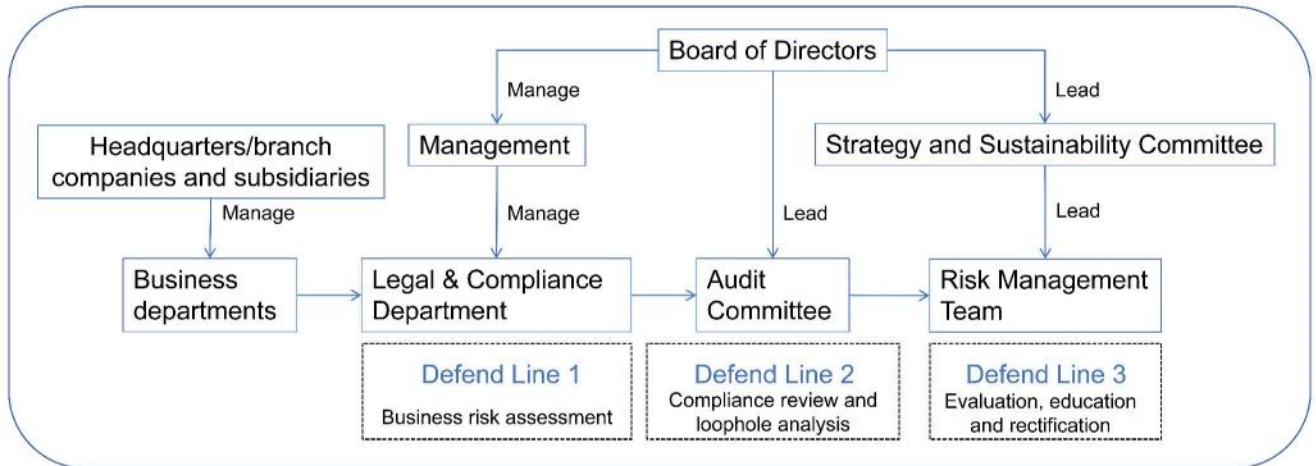 Board of Directors
Manage
Lead
Headquarters/branch
companies and subsidiaries
Management
Strategy and Sustainability Committee
Manage
Manage
Lead
Lead
Business
departments
Legal & Compliance
Department
Audit
Committee
Risk Management
Team
Defend Line 1
Business risk assessment
Defend Line 2
Compliance review and
loophole analysis
Defend Line 3
Evaluation, education
and rectification